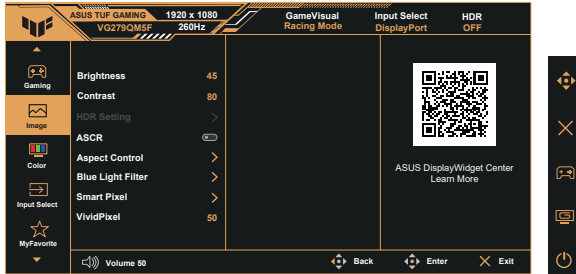 ASUS TUF GAMING 1920 x 1080 GameVisual Input Select HDR
VG279QM5F 260Hz Racing Mode DisplayPort OFF
Gaming
Image
Color
Input Select
MyFavorite
Brightness 45
Contrast 80
HDR Setting
ASCR
Aspect Control
Blue Light Filter
Smart Pixel
VividPixel 50
ASUS DisplayWidget Center
Learn More
Volume 50 Back Enter Exit